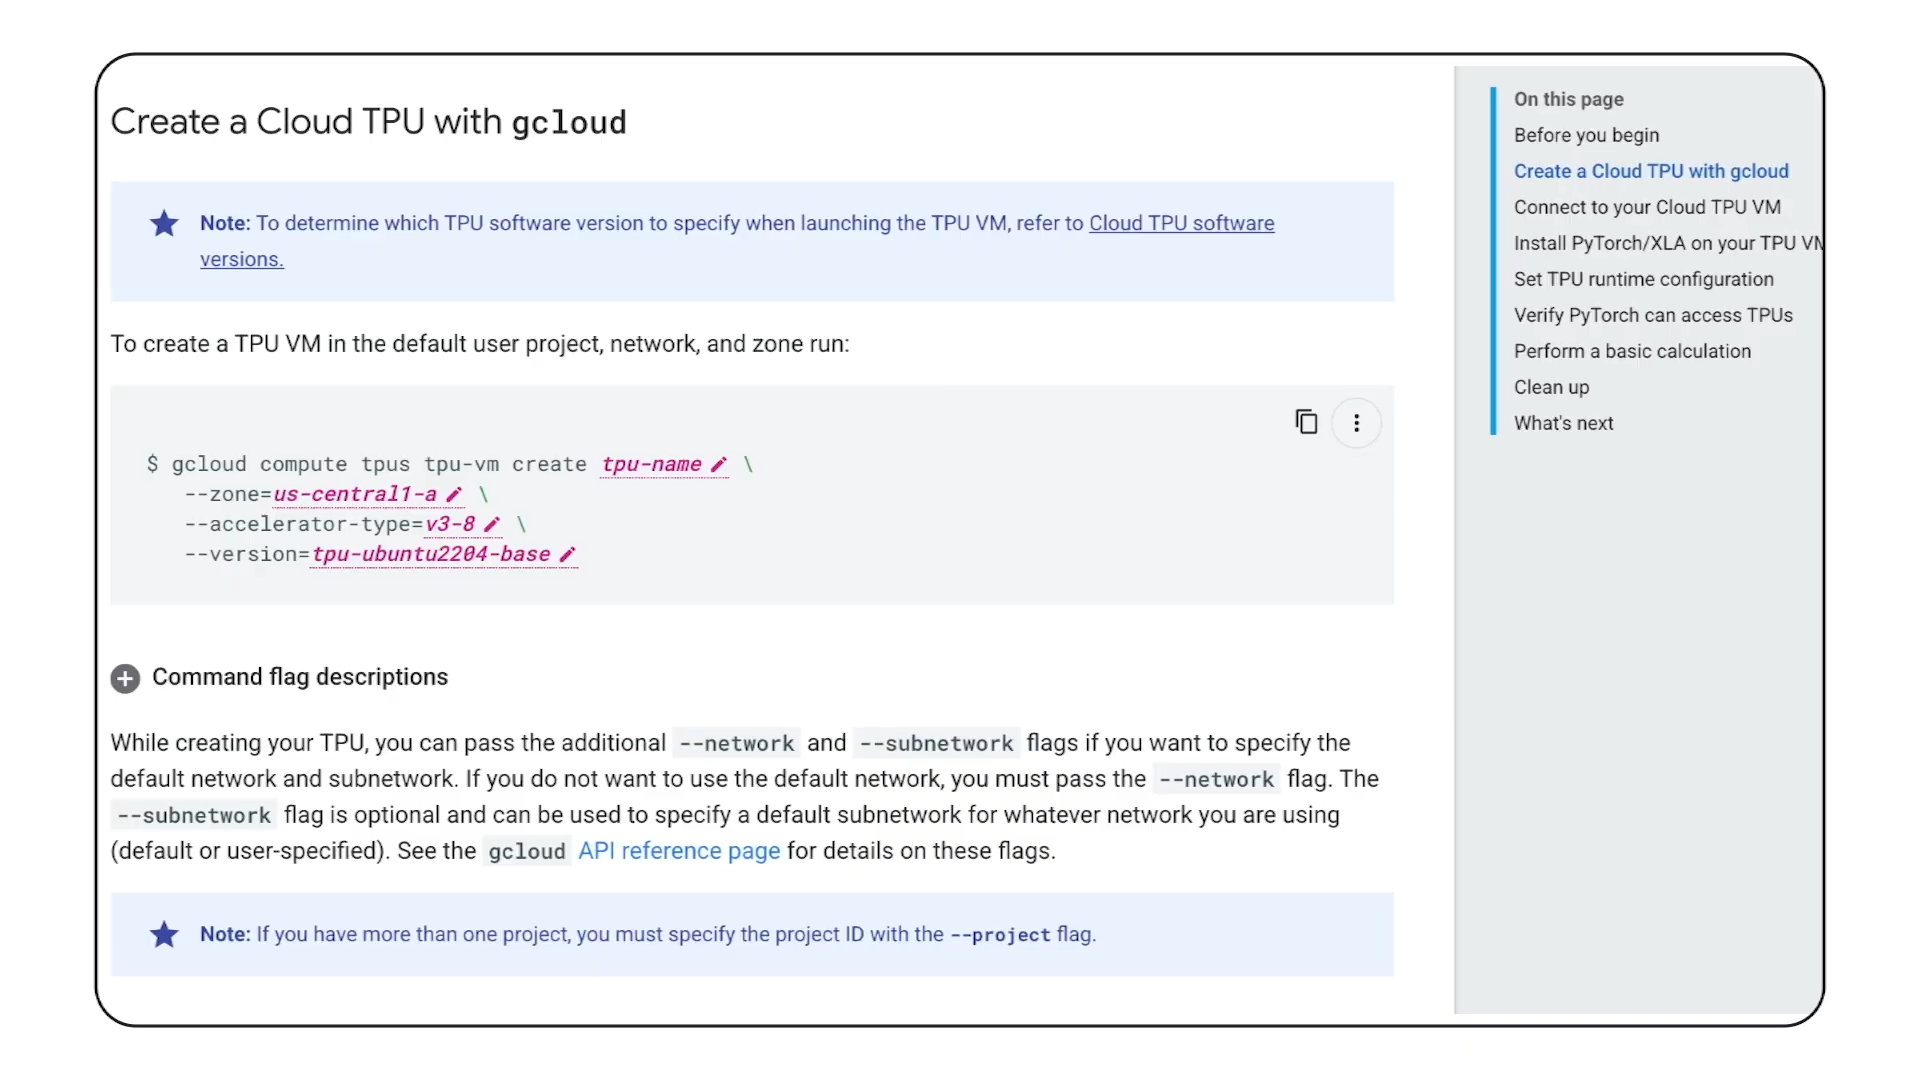 Create a Cloud TPU with gcloud
Note: To determine which TPU software version to specify when launching the TPU VM, refer to Cloud TPU software
versions.
To create a TPU VM in the default user project, network, and zone run:
$ gcloud compute tpus tpu-vm create tpu-name \
--zone=us-central1-a \
--accelerator-type=v3-8 \
--version=tpu-ubuntu2204-base
Command flag descriptions
While creating your TPU, you can pass the additional --network and --subnetwork flags if you want to specify the
default network and subnetwork. If you do not want to use the default network, you must pass the --network flag. The
--subnetwork flag is optional and can be used to specify a default subnetwork for whatever network you are using
(default or user-specified). See the gcloud API reference page for details on these flags.
Note: If you have more than one project, you must specify the project ID with the --project flag.
On this page
Before you begin
Create a Cloud TPU with gcloud
Connect to your Cloud TPU VM
Install PyTorch/XLA on your TPU VM
Set TPU runtime configuration
Verify PyTorch can access TPUs
Perform a basic calculation
Clean up
What's next